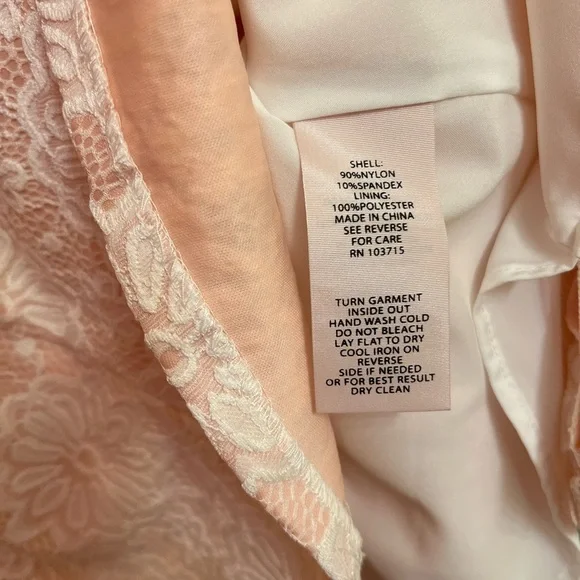 SHELL:
90%NYLON
10%SPANDEX
LINING:
100%POLYESTER
MADE IN CHINA
SEE REVERSE
FOR CARE
RN 103715
TURN GARMENT
INSIDE OUT
HAND WASH COLD
DO NOT BLEACH
LAY FLAT TO DRY
COOL IRON ON
REVERSE
SIDE IF NEEDED
OR FOR BEST RESULT
DRY CLEAN